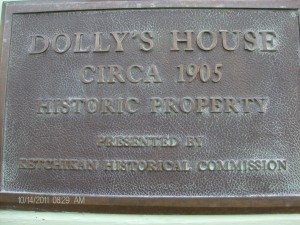 DOLLY'S HOUSE
CIRCA 1905
HISTORIC PROPERTY
PRESENTED BY
KETCHIKAN HISTORICAL COMMISSION
10/14/2011 08:29 AM